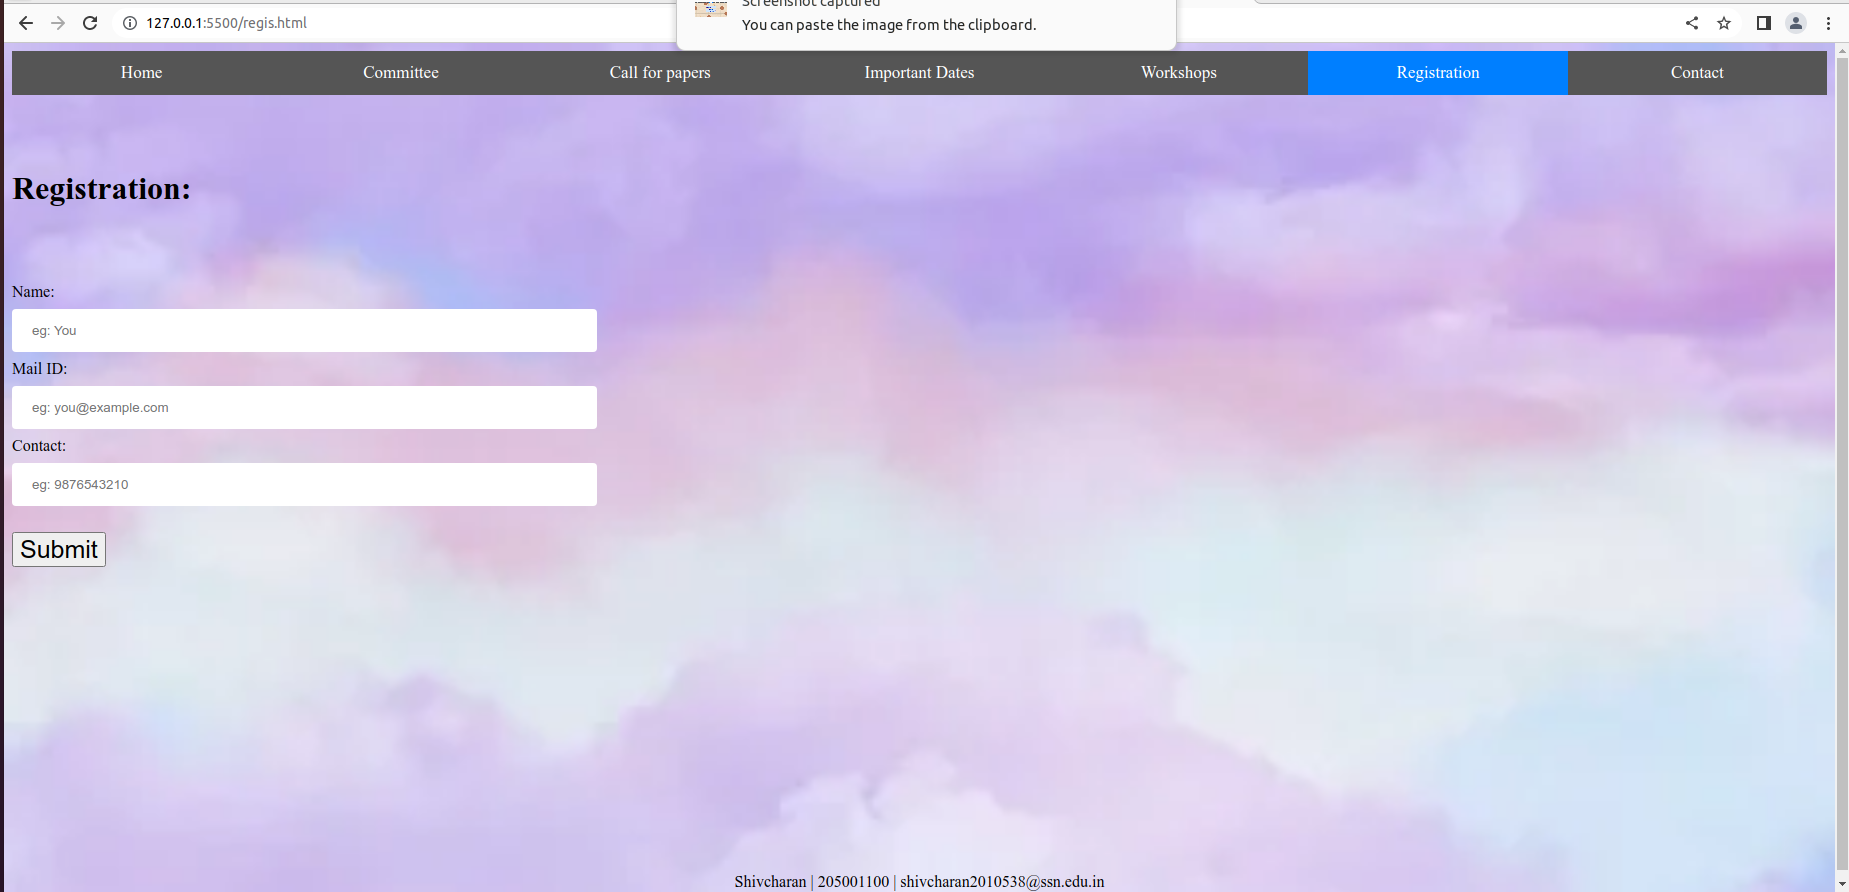 Screenshot captured
You can paste the image from the clipboard.
127.0.0.1:5500/regis.html
Home Committee Call for papers Important Dates Workshops Registration Contact
Registration:
Name:
eg: You
Mail ID:
eg: you@example.com
Contact:
eg: 9876543210
Submit
Shivcharan | 205001100 | shivcharan2010538@ssn.edu.in